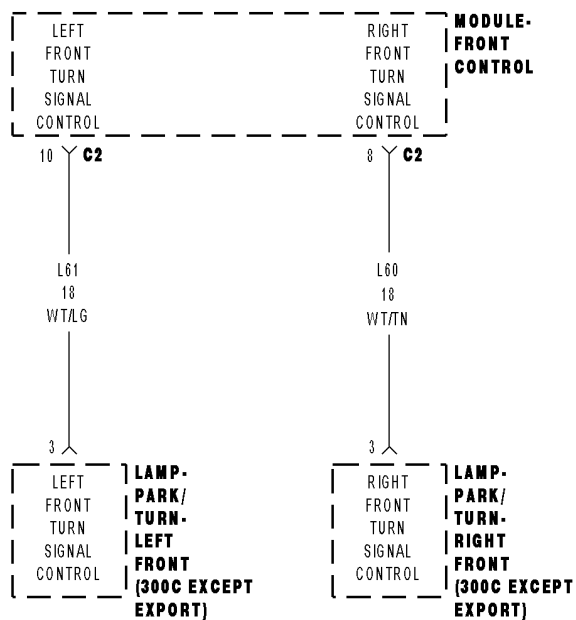 LEFT
FRONT
TURN
SIGNAL
CONTROL
RIGHT
FRONT
TURN
SIGNAL
CONTROL
MODULE-
FRONT
CONTROL
10 C2
8 C2
L61
18
WT/LG
L60
18
WT/TN
3
3
LEFT
FRONT
TURN
SIGNAL
CONTROL
LAMP-
PARK/
TURN-
LEFT
FRONT
(300C EXCEPT
EXPORT)
RIGHT
FRONT
TURN
SIGNAL
CONTROL
LAMP-
PARK/
TURN-
RIGHT
FRONT
(300C EXCEPT
EXPORT)